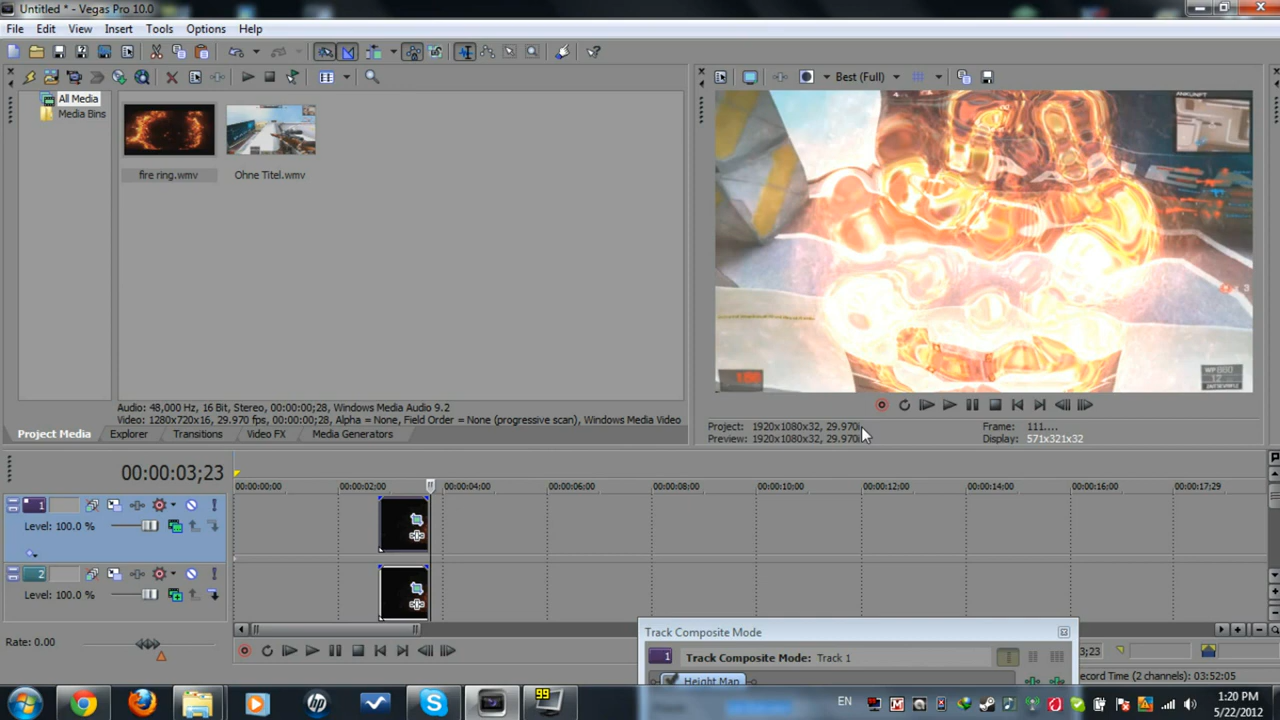 Untitled * - Vegas Pro 10.0
File Edit View Insert Tools Options Help
All Media
Media Bins
fire ring.wmv
Ohne Titel.wmv
Best (Full)
Audio: 48,000 Hz, 16 Bit, Stereo, 00:00:00;28, Windows Media Audio 9.2
Video: 1280x720x16, 29.970 fps, 00:00:00;28, Alpha = None, Field Order = None (progressive scan), Windows Media Video
Project Media Explorer Transitions Video FX Media Generators
Project: 1920x1080x32, 29.970i
Frame: 111....
Preview: 1920x1080x32, 29.970i
Display: 571x321x32
00:00:03;23
00:00:00;00 00:00:02;00 00:00:04;00 00:00:06;00 00:00:08;00 00:00:10;00 00:00:12;00 00:00:14;00 00:00:16;00 00:00:17;29
1
Level: 100.0 %
2
Level: 100.0 %
Rate: 0.00
Track Composite Mode
1 Track Composite Mode: Track 1
Height Map
3;23
ecord Time (2 channels): 03:52:05
99
EN
1:20 PM
5/22/2012